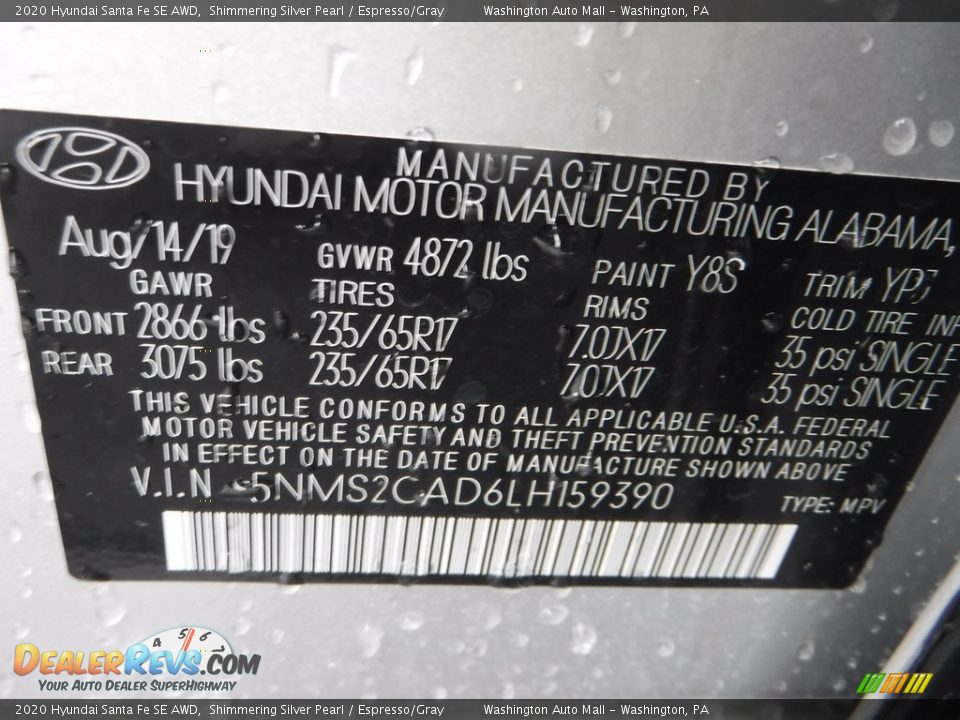 2020 Hyundai Santa Fe SE AWD, Shimmering Silver Pearl / Espresso/Gray Washington Auto Mall - Washington, PA
MANUFACTURED BY
HYUNDAI MOTOR MANUFACTURING ALABAMA,
Aug/14/19 GVWR 4872 lbs PAINT Y8S TRIM
GAWR TIRES RIMS COLD TIRE INF
FRONT 2866 lbs 235/65R17 7.0JX17 35 psi SINGLE
REAR 3075 lbs 235/65R17 7.0JX17 35 psi SINGLE
THIS VEHICLE CONFORMS TO ALL APPLICABLE U.S.A. FEDERAL
MOTOR VEHICLE SAFETY AND THEFT PREVENTION STANDARDS
IN EFFECT ON THE DATE OF MANUFACTURE SHOWN ABOVE
V.I.N 5NMS2CAD6LH159390 TYPE: MPV
4 5 6
DEALERREVS.COM
YOUR AUTO DEALER SUPERHIGHWAY
2020 Hyundai Santa Fe SE AWD, Shimmering Silver Pearl / Espresso/Gray Washington Auto Mall - Washington, PA